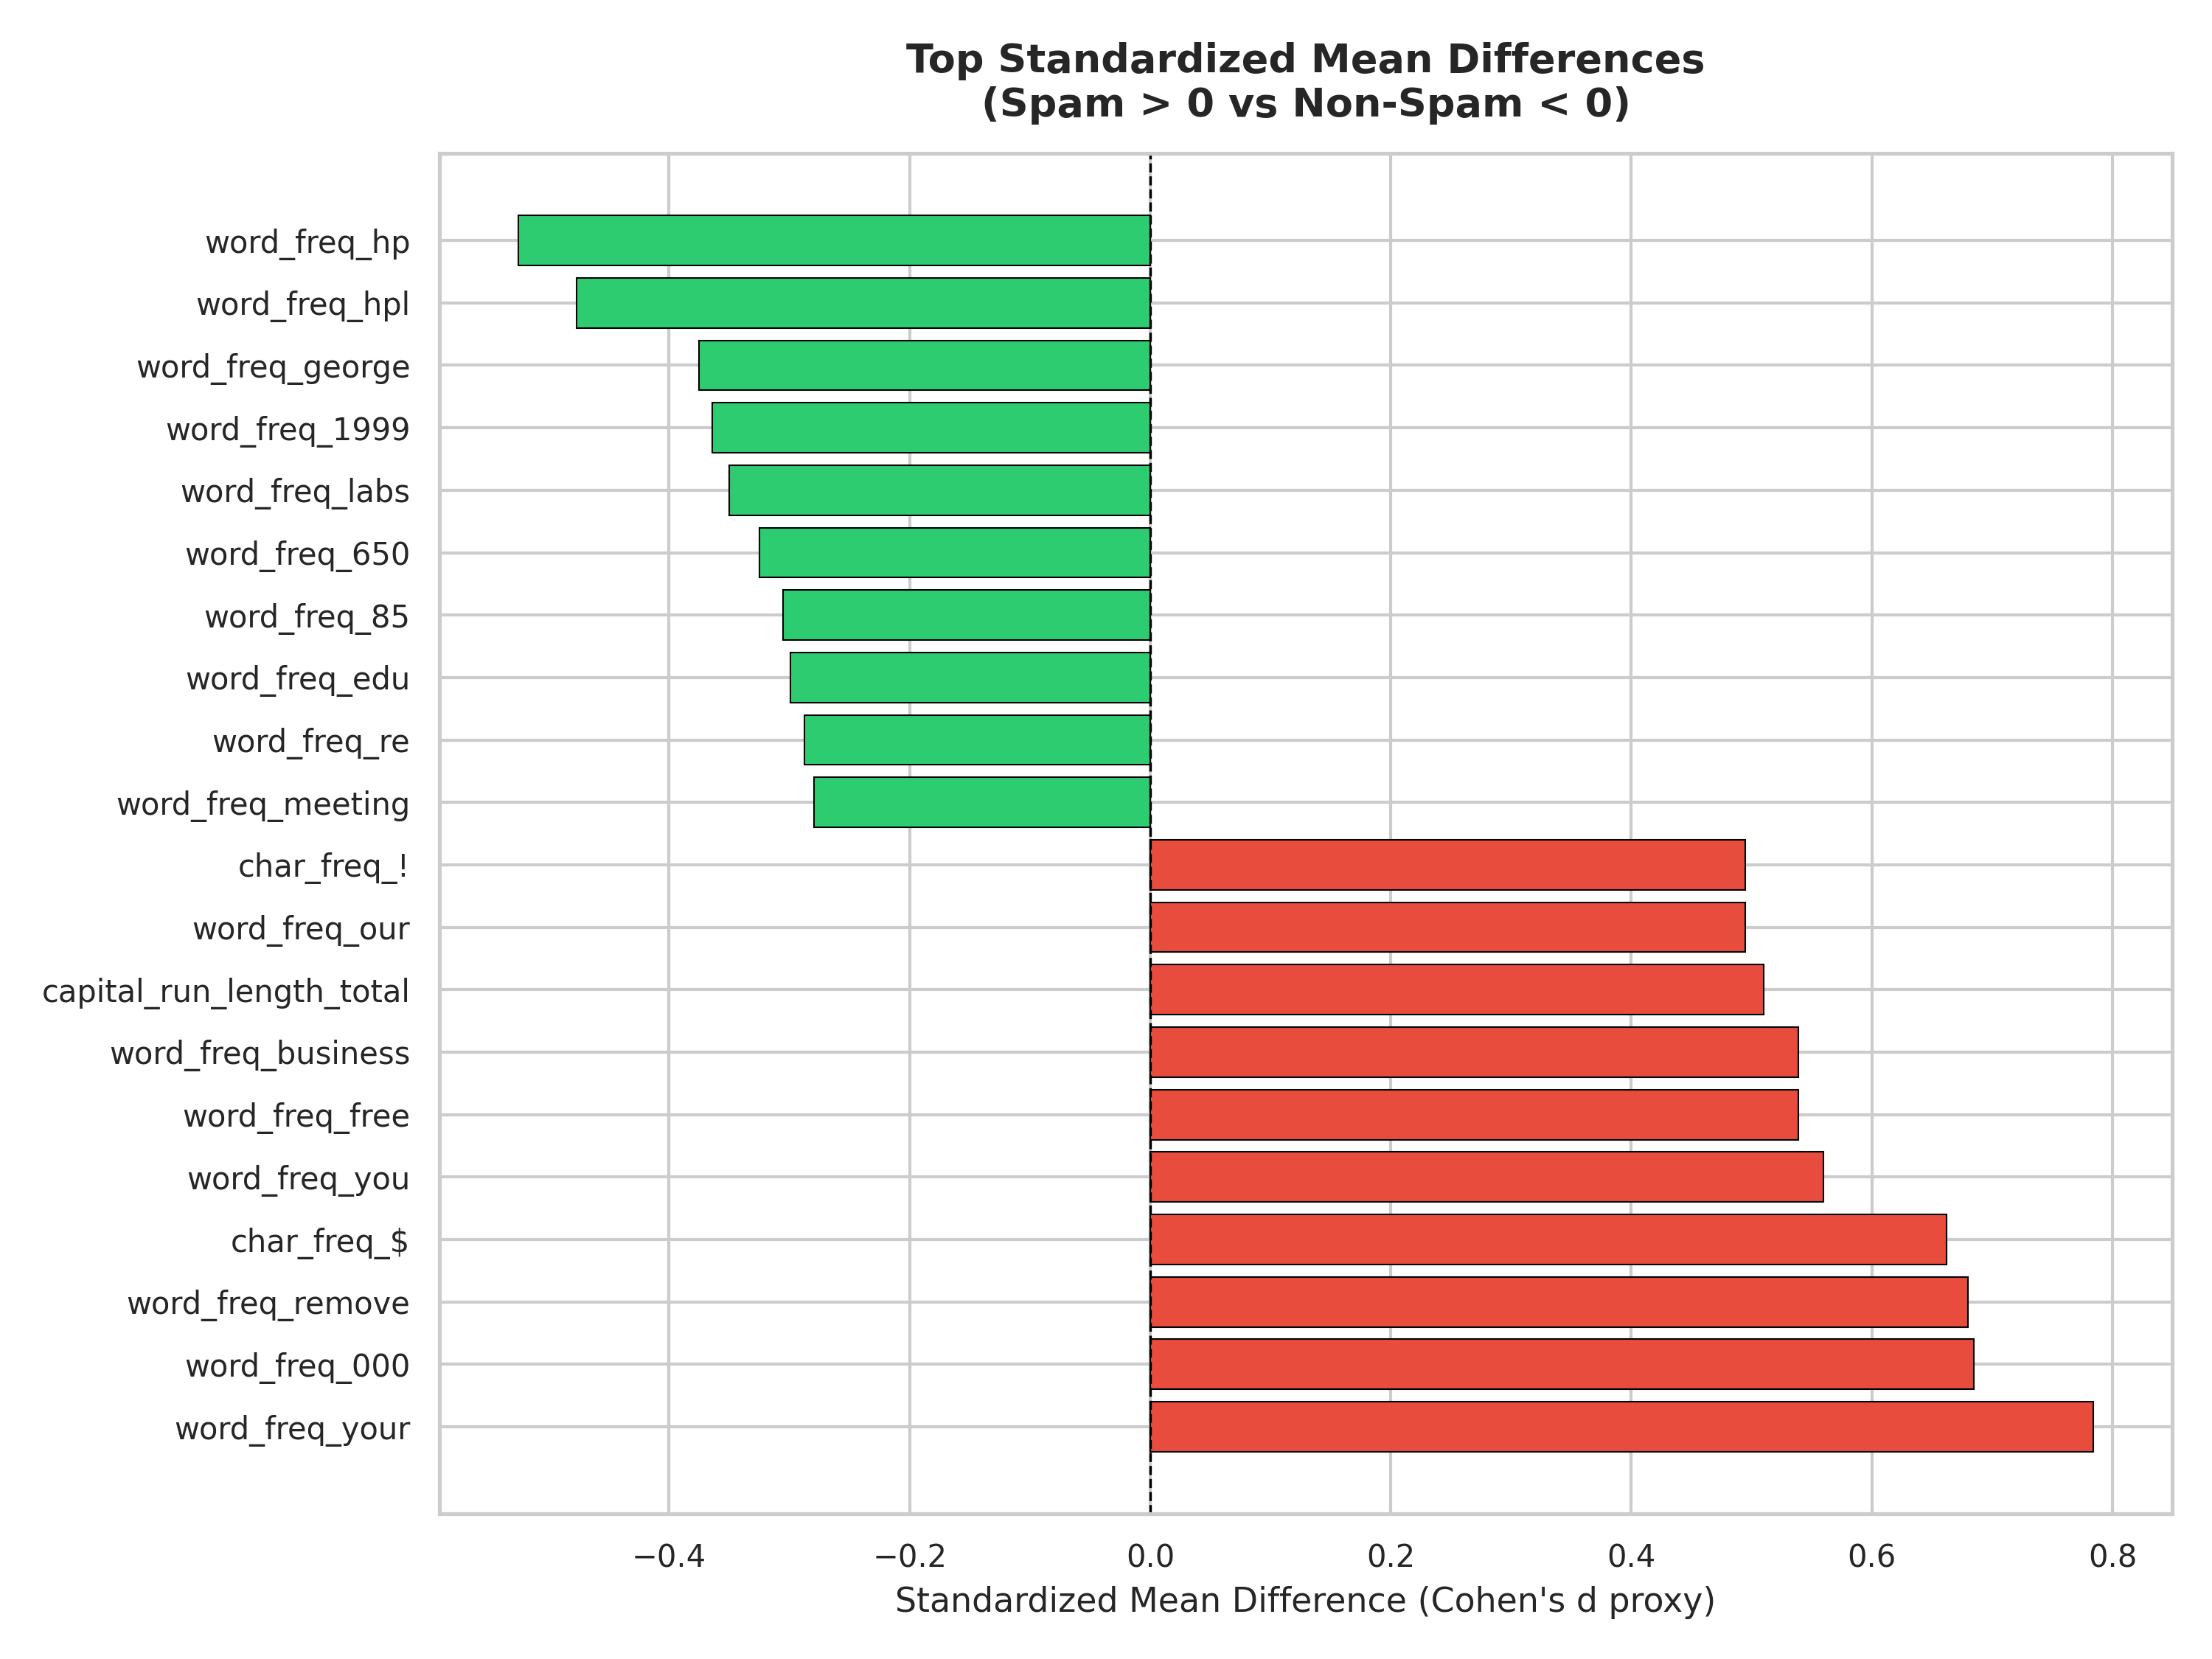 Top Standardized Mean Differences
(Spam > 0 vs Non-Spam < 0)
word_freq_hp
word_freq_hpl
word_freq_george
word_freq_1999
word_freq_labs
word_freq_650
word_freq_85
word_freq_edu
word_freq_re
word_freq_meeting
char_freq_!
word_freq_our
capital_run_length_total
word_freq_business
word_freq_free
word_freq_you
char_freq_$
word_freq_remove
word_freq_000
word_freq_your
−0.4 −0.2 0.0 0.2 0.4 0.6 0.8
Standardized Mean Difference (Cohen's d proxy)